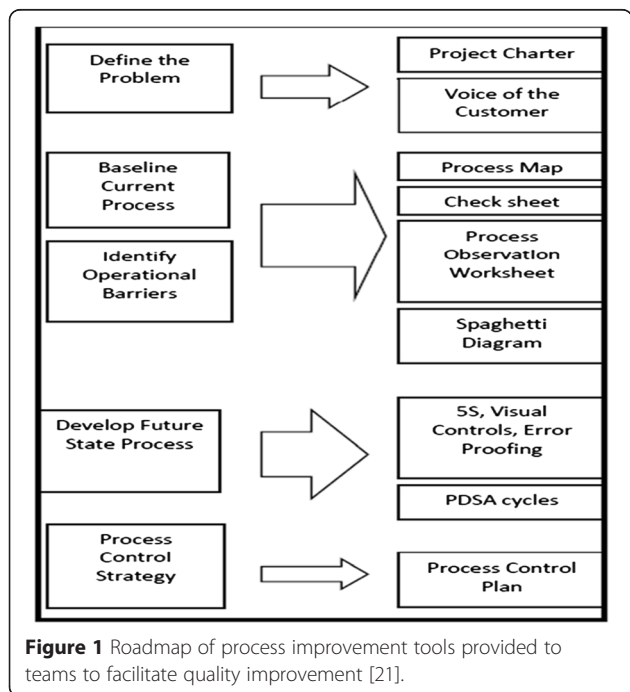 Define the
Problem
Project Charter
Voice of the
Customer
Baseline
Current
Process
Identify
Operational
Barriers
Process Map
Check sheet
Process
Observation
Worksheet
Spaghetti
Diagram
Develop Future
State Process
5S, Visual
Controls, Error
Proofing
PDSA cycles
Process
Control
Strategy
Process Control
Plan
Figure 1 Roadmap of process improvement tools provided to
teams to facilitate quality improvement [21].